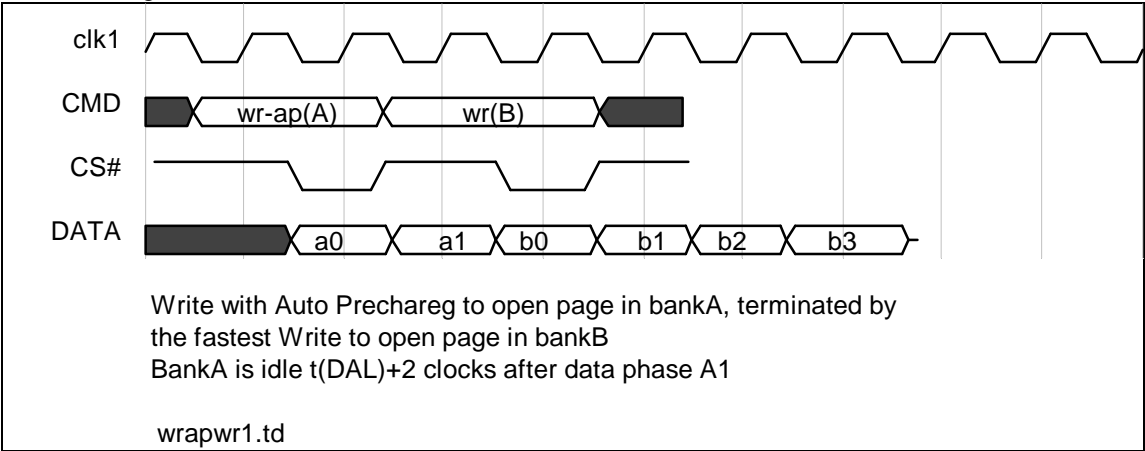 clk1
CMD wr-ap(A) wr(B)
CS#
DATA a0 a1 b0 b1 b2 b3
Write with Auto Prechareg to open page in bankA, terminated by
the fastest Write to open page in bankB
BankA is idle t(DAL)+2 clocks after data phase A1
wrapwr1.td